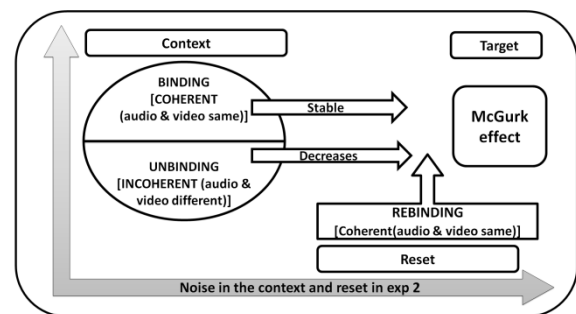 Context
Target
BINDING
[COHERENT
(audio & video same)]
Stable
McGurk
effect
Decreases
UNBINDING
[INCOHERENT (audio &
video different)]
REBINDING
[Coherent(audio & video same)]
Reset
Noise in the context and reset in exp 2